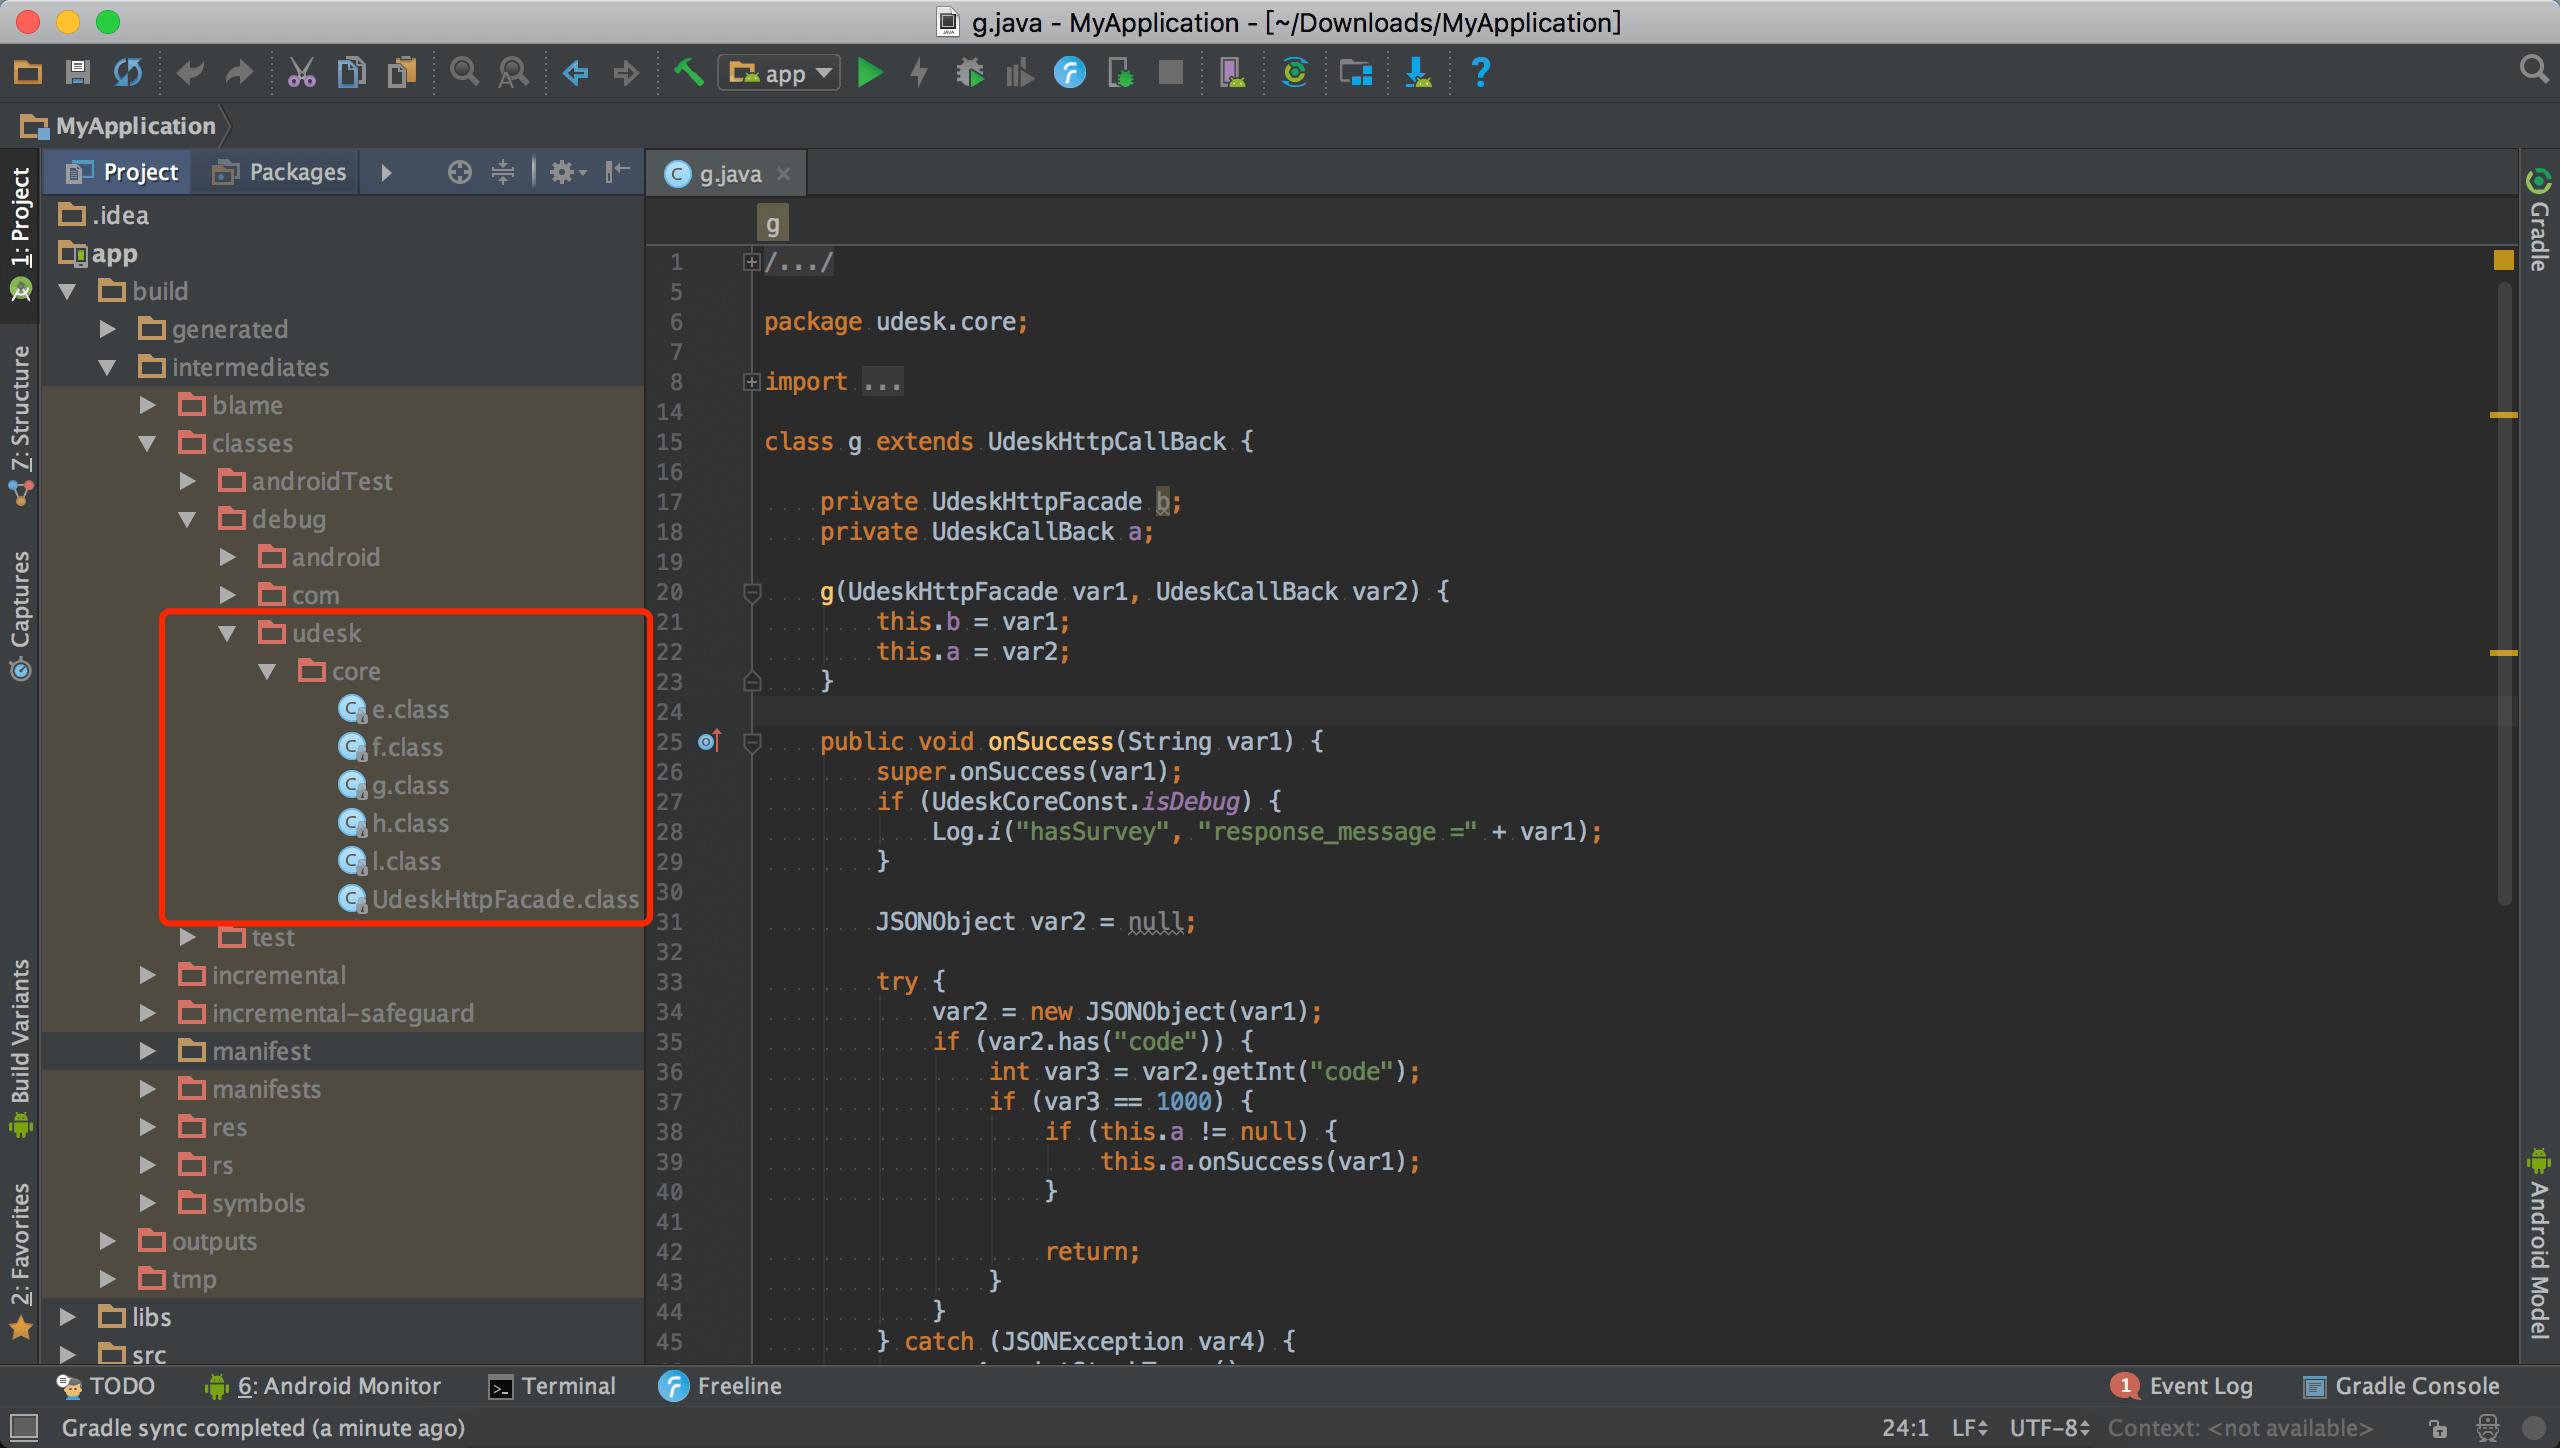 g.java - MyApplication - [~/Downloads/MyApplication]
app
MyApplication
1: Project
7: Structure
Captures
Build Variants
2: Favorites
Project
Packages
.idea
app
build
generated
intermediates
blame
classes
androidTest
debug
android
com
udesk
core
e.class
f.class
g.class
h.class
l.class
UdeskHttpFacade.class
test
incremental
incremental-safeguard
manifest
manifests
res
rs
symbols
outputs
tmp
libs
src
g.java
g
1 /.../
5
6 package udesk.core;
7
8 import ...
14
15 class g extends UdeskHttpCallBack {
16
17 private UdeskHttpFacade b;
18 private UdeskCallBack a;
19
20 g(UdeskHttpFacade var1, UdeskCallBack var2) {
21 this.b = var1;
22 this.a = var2;
23 }
24
25 public void onSuccess(String var1) {
26 super.onSuccess(var1);
27 if (UdeskCoreConst.isDebug) {
28 Log.i("hasSurvey", "response_message =" + var1);
29 }
30
31 JSONObject var2 = null;
32
33 try {
34 var2 = new JSONObject(var1);
35 if (var2.has("code")) {
36 int var3 = var2.getInt("code");
37 if (var3 == 1000) {
38 if (this.a != null) {
39 this.a.onSuccess(var1);
40 }
41
42 return;
43 }
44 }
45 } catch (JSONException var4) {
Gradle
Android Model
TODO
6: Android Monitor
Terminal
Freeline
1 Event Log
Gradle Console
Gradle sync completed (a minute ago)
24:1 LF UTF-8 Context: <not available>